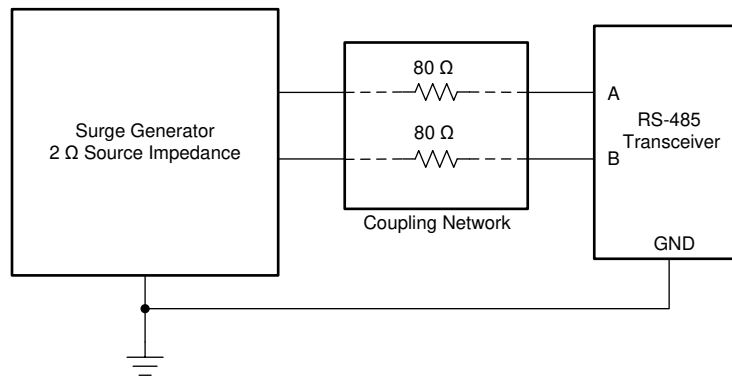 Surge Generator
2 Ω Source Impedance
80 Ω
80 Ω
Coupling Network
A
B
RS-485
Transceiver
GND